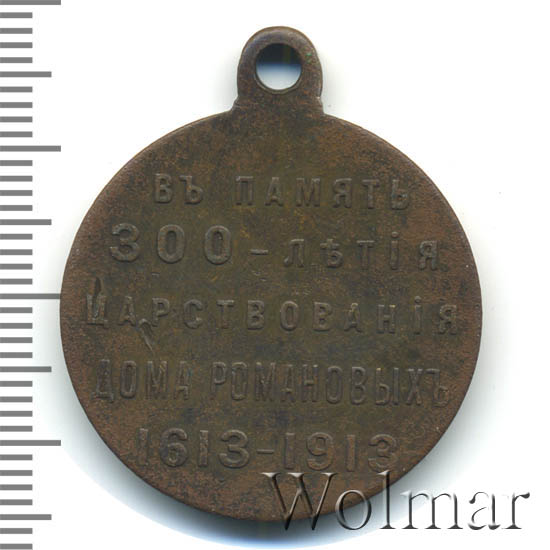 ВЪ ПАМЯТЬ
300-ЛѢТІЯ
ЦАРСТВОВАНІЯ
ДОМА РОМАНОВЫХЪ
1613-1913
Wolmar